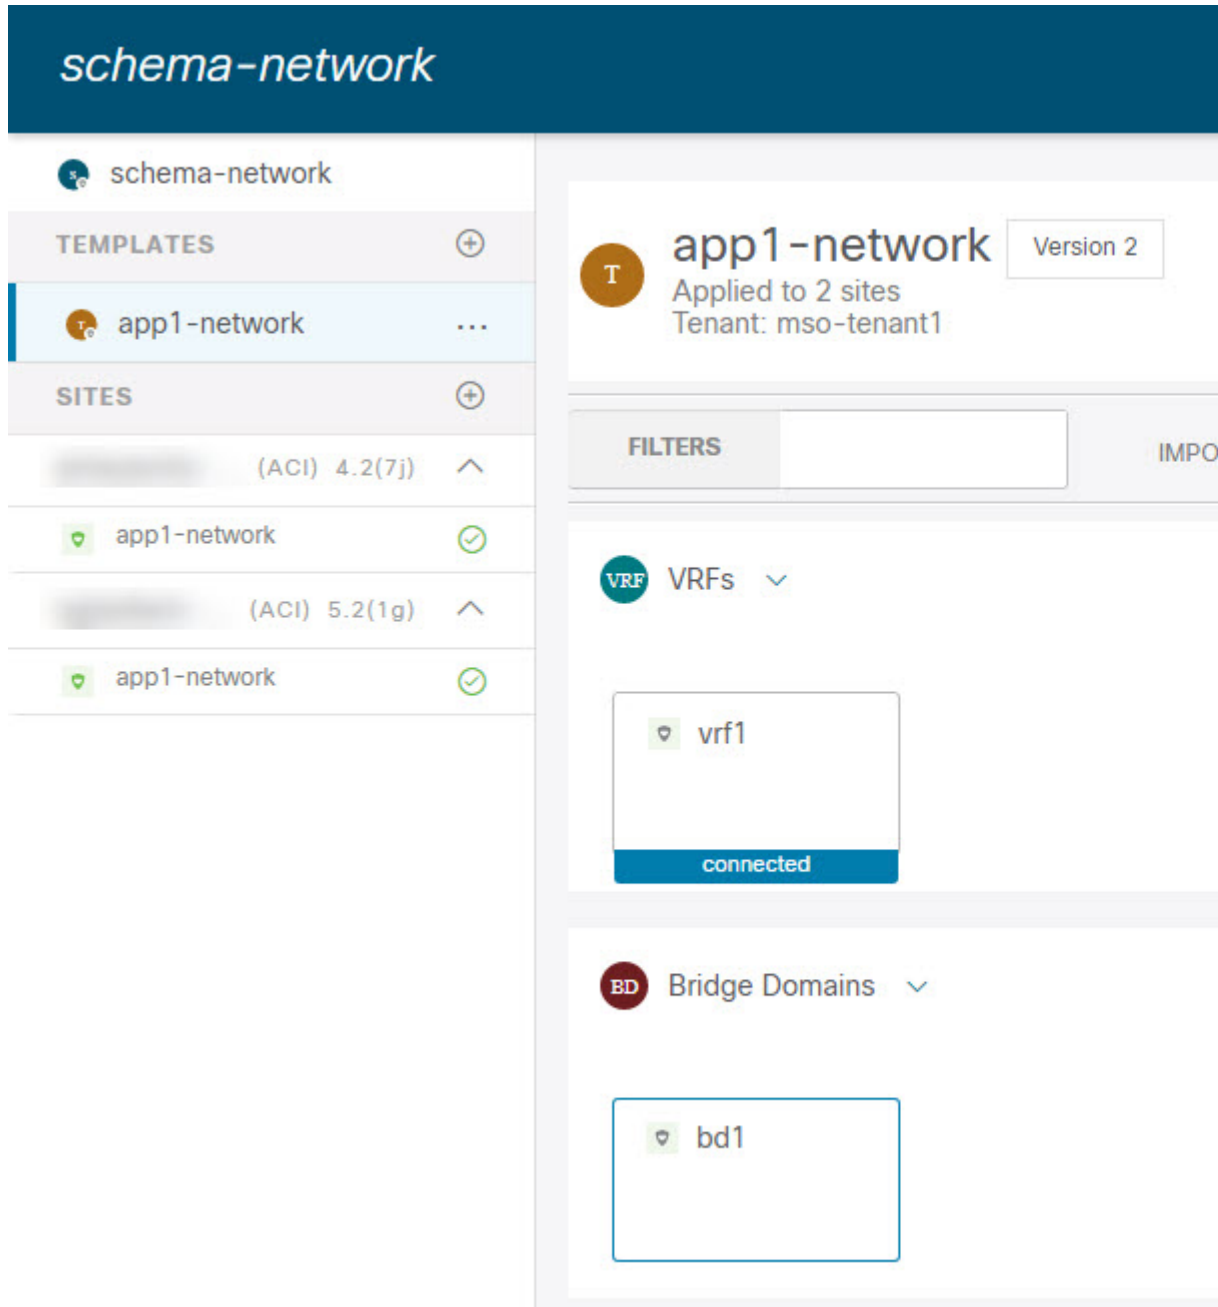 schema-network
schema-network
TEMPLATES
app1-network ...
SITES
(ACI) 4.2(7j)
app1-network
(ACI) 5.2(1g)
app1-network
T
app1-network Version 2
Applied to 2 sites
Tenant: mso-tenant1
FILTERS
IMPO
VRF VRFs
vrf1
connected
BD Bridge Domains
bd1